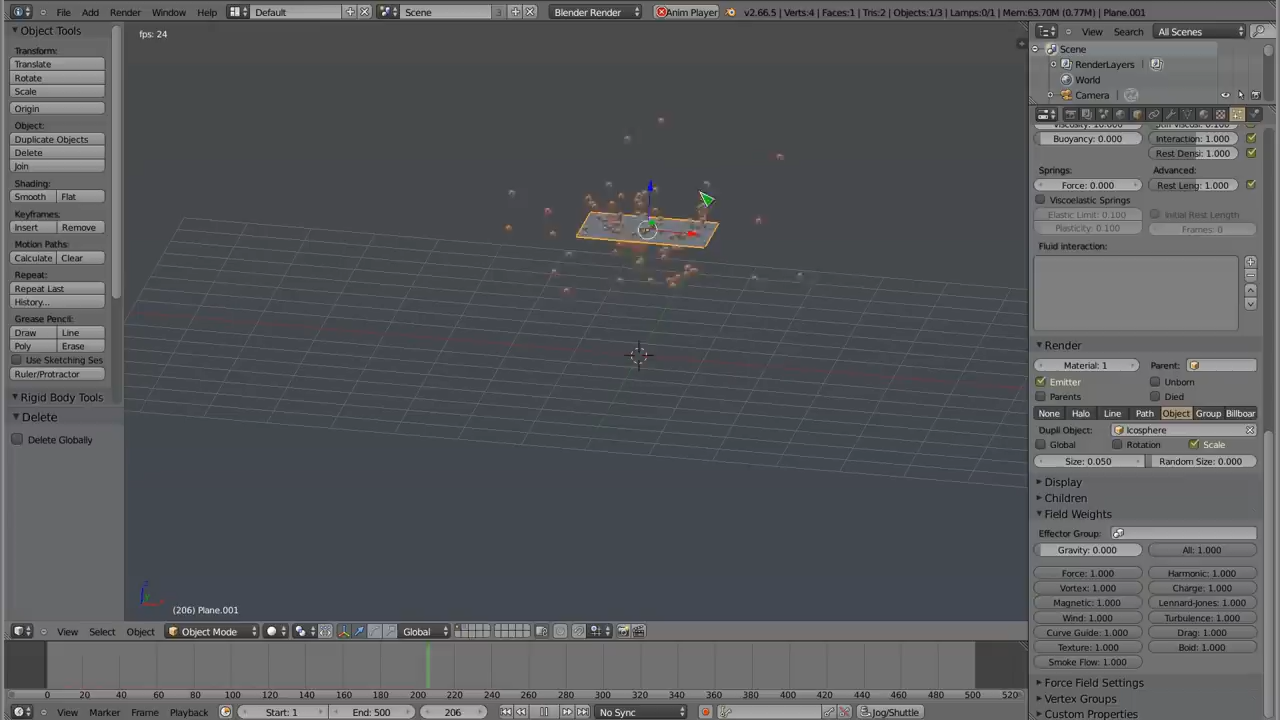 File Add Render Window Help Default Scene 3 Blender Render Anim Player v2.66.5 | Verts:4 | Faces:1 | Tris:2 | Objects:1/3 | Lamps:0/1 | Mem:63.70M (0.77M) | Plane.001
Object Tools
Transform:
Translate
Rotate
Scale
Origin
Object:
Duplicate Objects
Delete
Join
Shading:
Smooth Flat
Keyframes:
Insert Remove
Motion Paths:
Calculate Clear
Repeat:
Repeat Last
History...
Grease Pencil:
Draw Line
Poly Erase
Use Sketching Ses
Ruler/Protractor
Rigid Body Tools
Delete
Delete Globally
fps: 24
(206) Plane.001
View Search All Scenes
Scene
RenderLayers
World
Camera
Viscosity: 10.000 Stiff Viscos: 0.100
Buoyancy: 0.000 Interaction: 1.000
Rest Densi: 1.000
Springs: Advanced:
Force: 0.000 Rest Leng: 1.000
Viscoelastic Springs
Elastic Limit: 0.100 Initial Rest Length
Plasticity: 0.100 Frames: 0
Fluid interaction:
Render
Material: 1 Parent:
Emitter Unborn
Parents Died
None Halo Line Path Object Group Billboar
Dupli Object: Icosphere
Global Rotation Scale
Size: 0.050 Random Size: 0.000
Display
Children
Field Weights
Effector Group:
Gravity: 0.000 All: 1.000
Force: 1.000 Harmonic: 1.000
Vortex: 1.000 Charge: 1.000
Magnetic: 1.000 Lennard-Jones: 1.000
Wind: 1.000 Turbulence: 1.000
Curve Guide: 1.000 Drag: 1.000
Texture: 1.000 Boid: 1.000
Smoke Flow: 1.000
Force Field Settings
Vertex Groups
Custom Properties
View Select Object Object Mode Global
0 20 40 60 80 100 120 140 160 180 200 220 240 260 280 300 320 340 360 380 400 420 440 460 480 500 520
View Marker Frame Playback Start: 1 End: 500 206 No Sync Jog/Shuttle